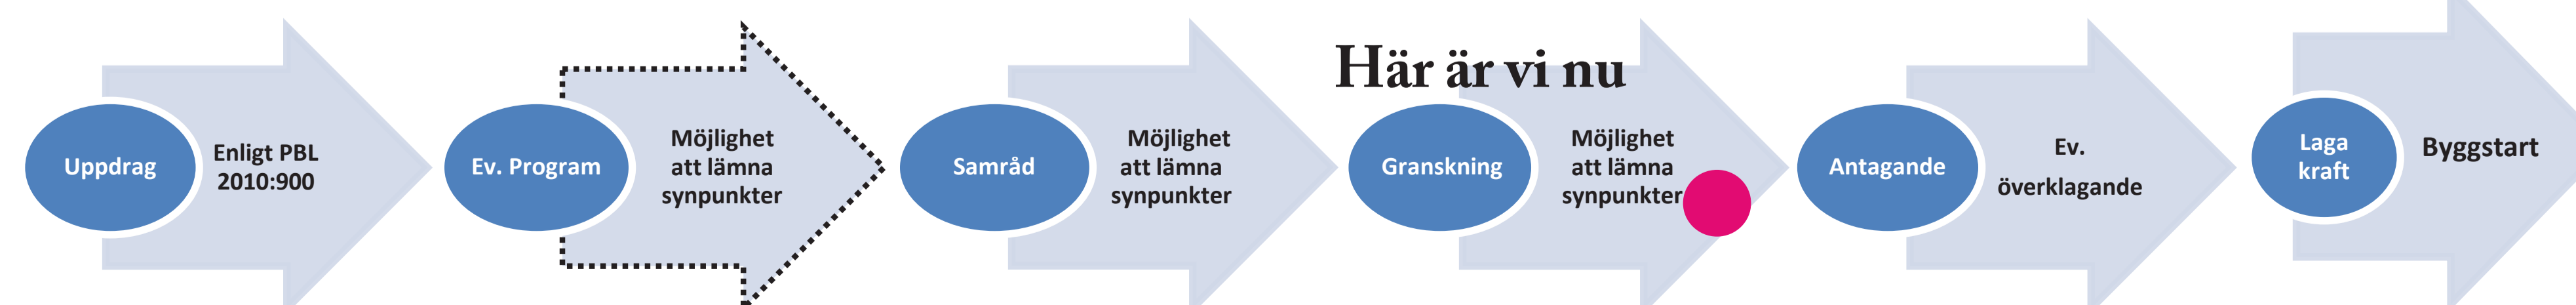 Här är vi nu
Uppdrag
Enligt PBL
2010:900
Ev. Program
Möjlighet
att lämna
synpunkter
Samråd
Möjlighet
att lämna
synpunkter
Granskning
Möjlighet
att lämna
synpunkter
Antagande
Ev.
överklagande
Laga
kraft
Byggstart